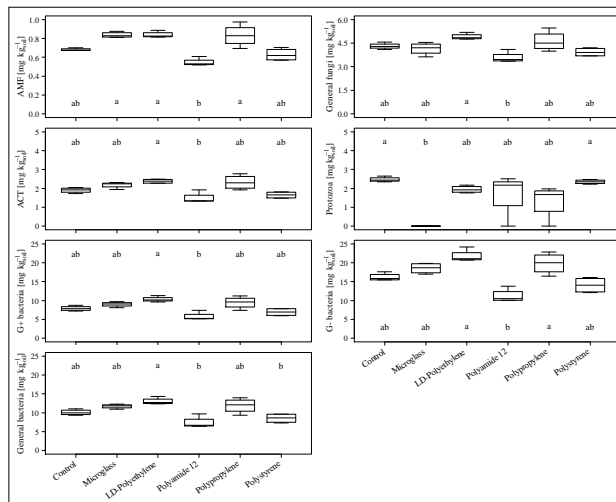 AMF [mg kg⁻¹soil]
1.0
0.8
0.6
0.4
0.2
0.0
ab a a b a ab
General fungi [mg kg⁻¹soil]
6.0
4.5
3.0
1.5
0.0
ab ab a b ab ab
ACT [mg kg⁻¹soil]
5
4
3
2
1
0
ab ab a b a ab
Protozoa [mg kg⁻¹soil]
5
4
3
2
1
0
a b ab ab ab a
G+ bacteria [mg kg⁻¹soil]
25
20
15
10
5
0
ab ab a b ab ab
G- bacteria [mg kg⁻¹soil]
25
20
15
10
5
0
ab ab a b a ab
General bacteria [mg kg⁻¹soil]
25
20
15
10
5
0
ab ab a b ab b
Control
Microglass
LD-Polyethylene
Polyamide 12
Polypropylene
Polystyrene
Control
Microglass
LD-Polyethylene
Polyamide 12
Polypropylene
Polystyrene